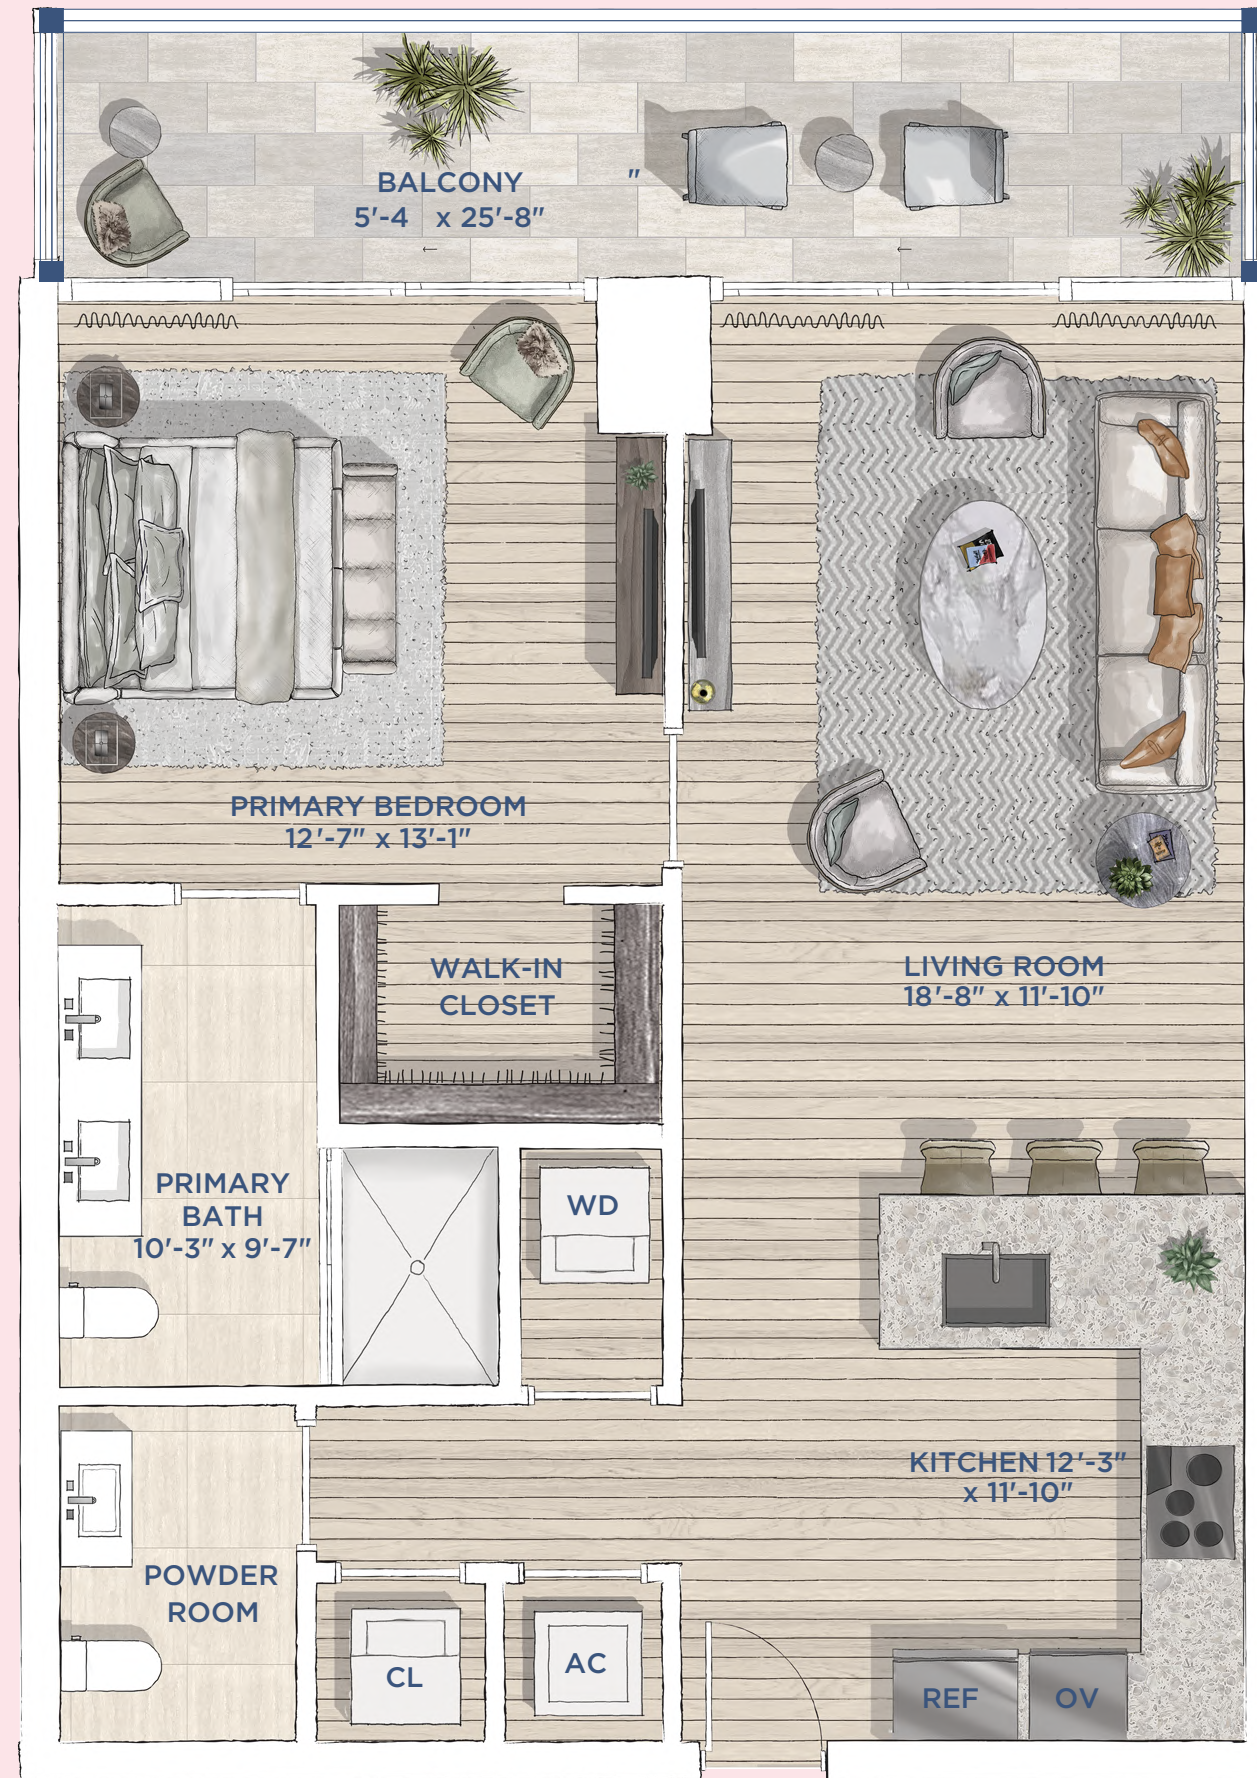 BALCONY "
5'-4 x 25'-8"
PRIMARY BEDROOM
12'-7" x 13'-1"
WALK-IN
CLOSET
LIVING ROOM
18'-8" x 11'-10"
PRIMARY
BATH
10'-3" x 9'-7"
WD
KITCHEN 12'-3"
x 11'-10"
POWDER
ROOM
CL
AC
REF
OV